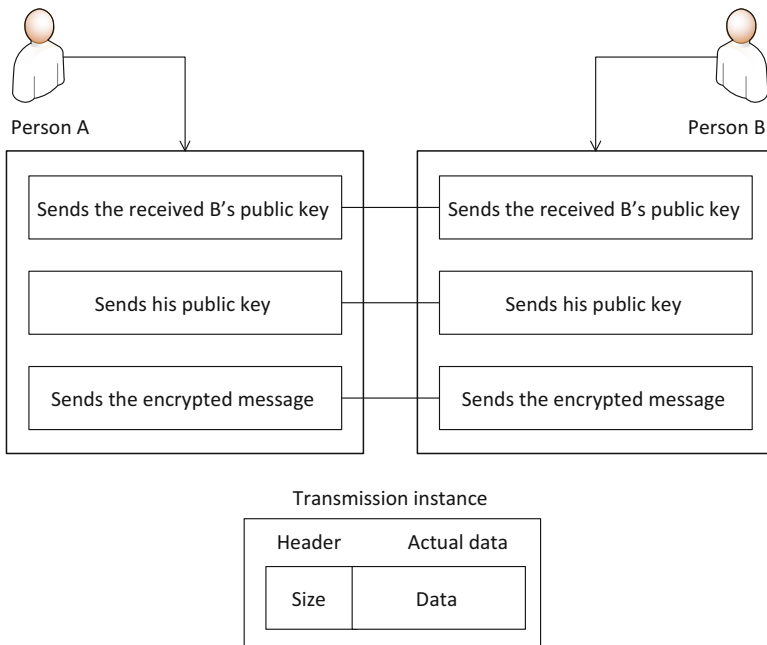 Person A
Person B
Sends the received B’s public key
Sends the received B’s public key
Sends his public key
Sends his public key
Sends the encrypted message
Sends the encrypted message
Transmission instance
Header
Actual data
Size
Data